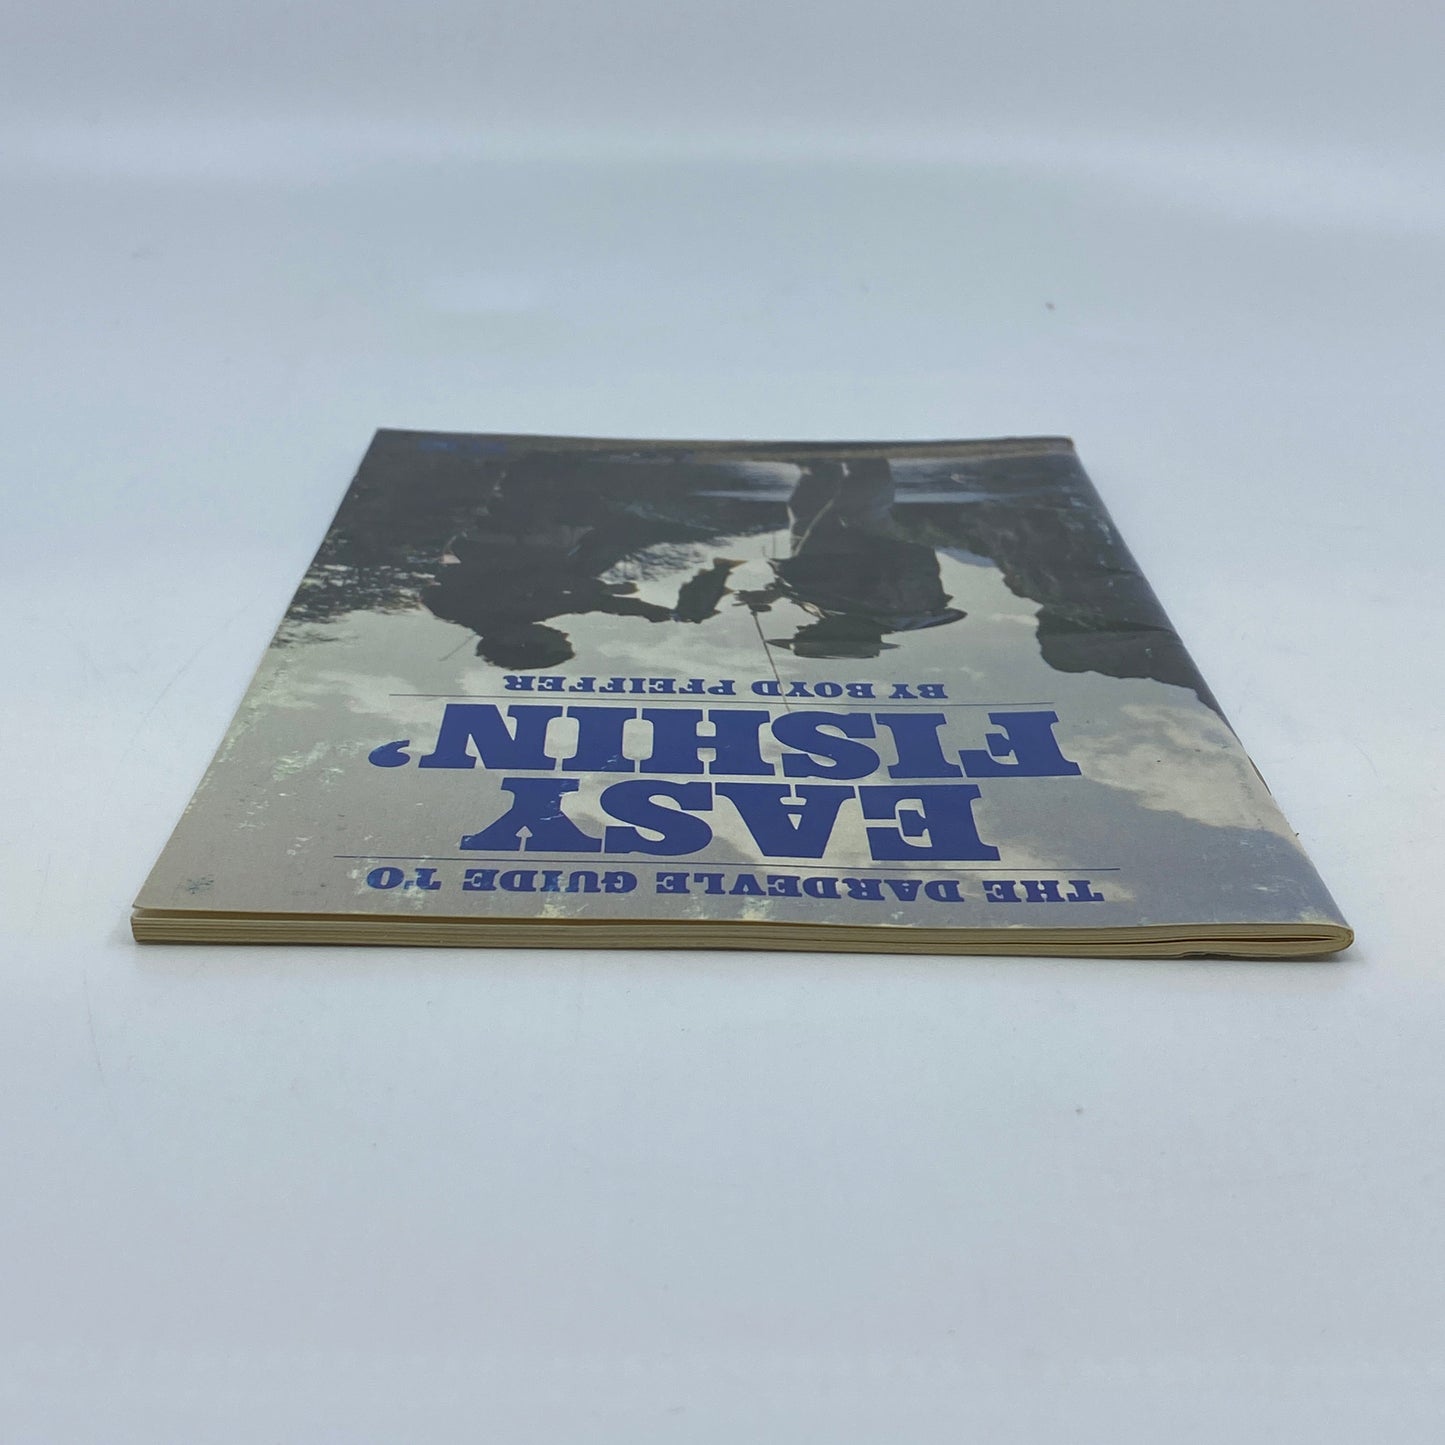 THE DARDEVLE GUIDE TO
EASY
FISHIN'
BY BOYD PFEIFFER